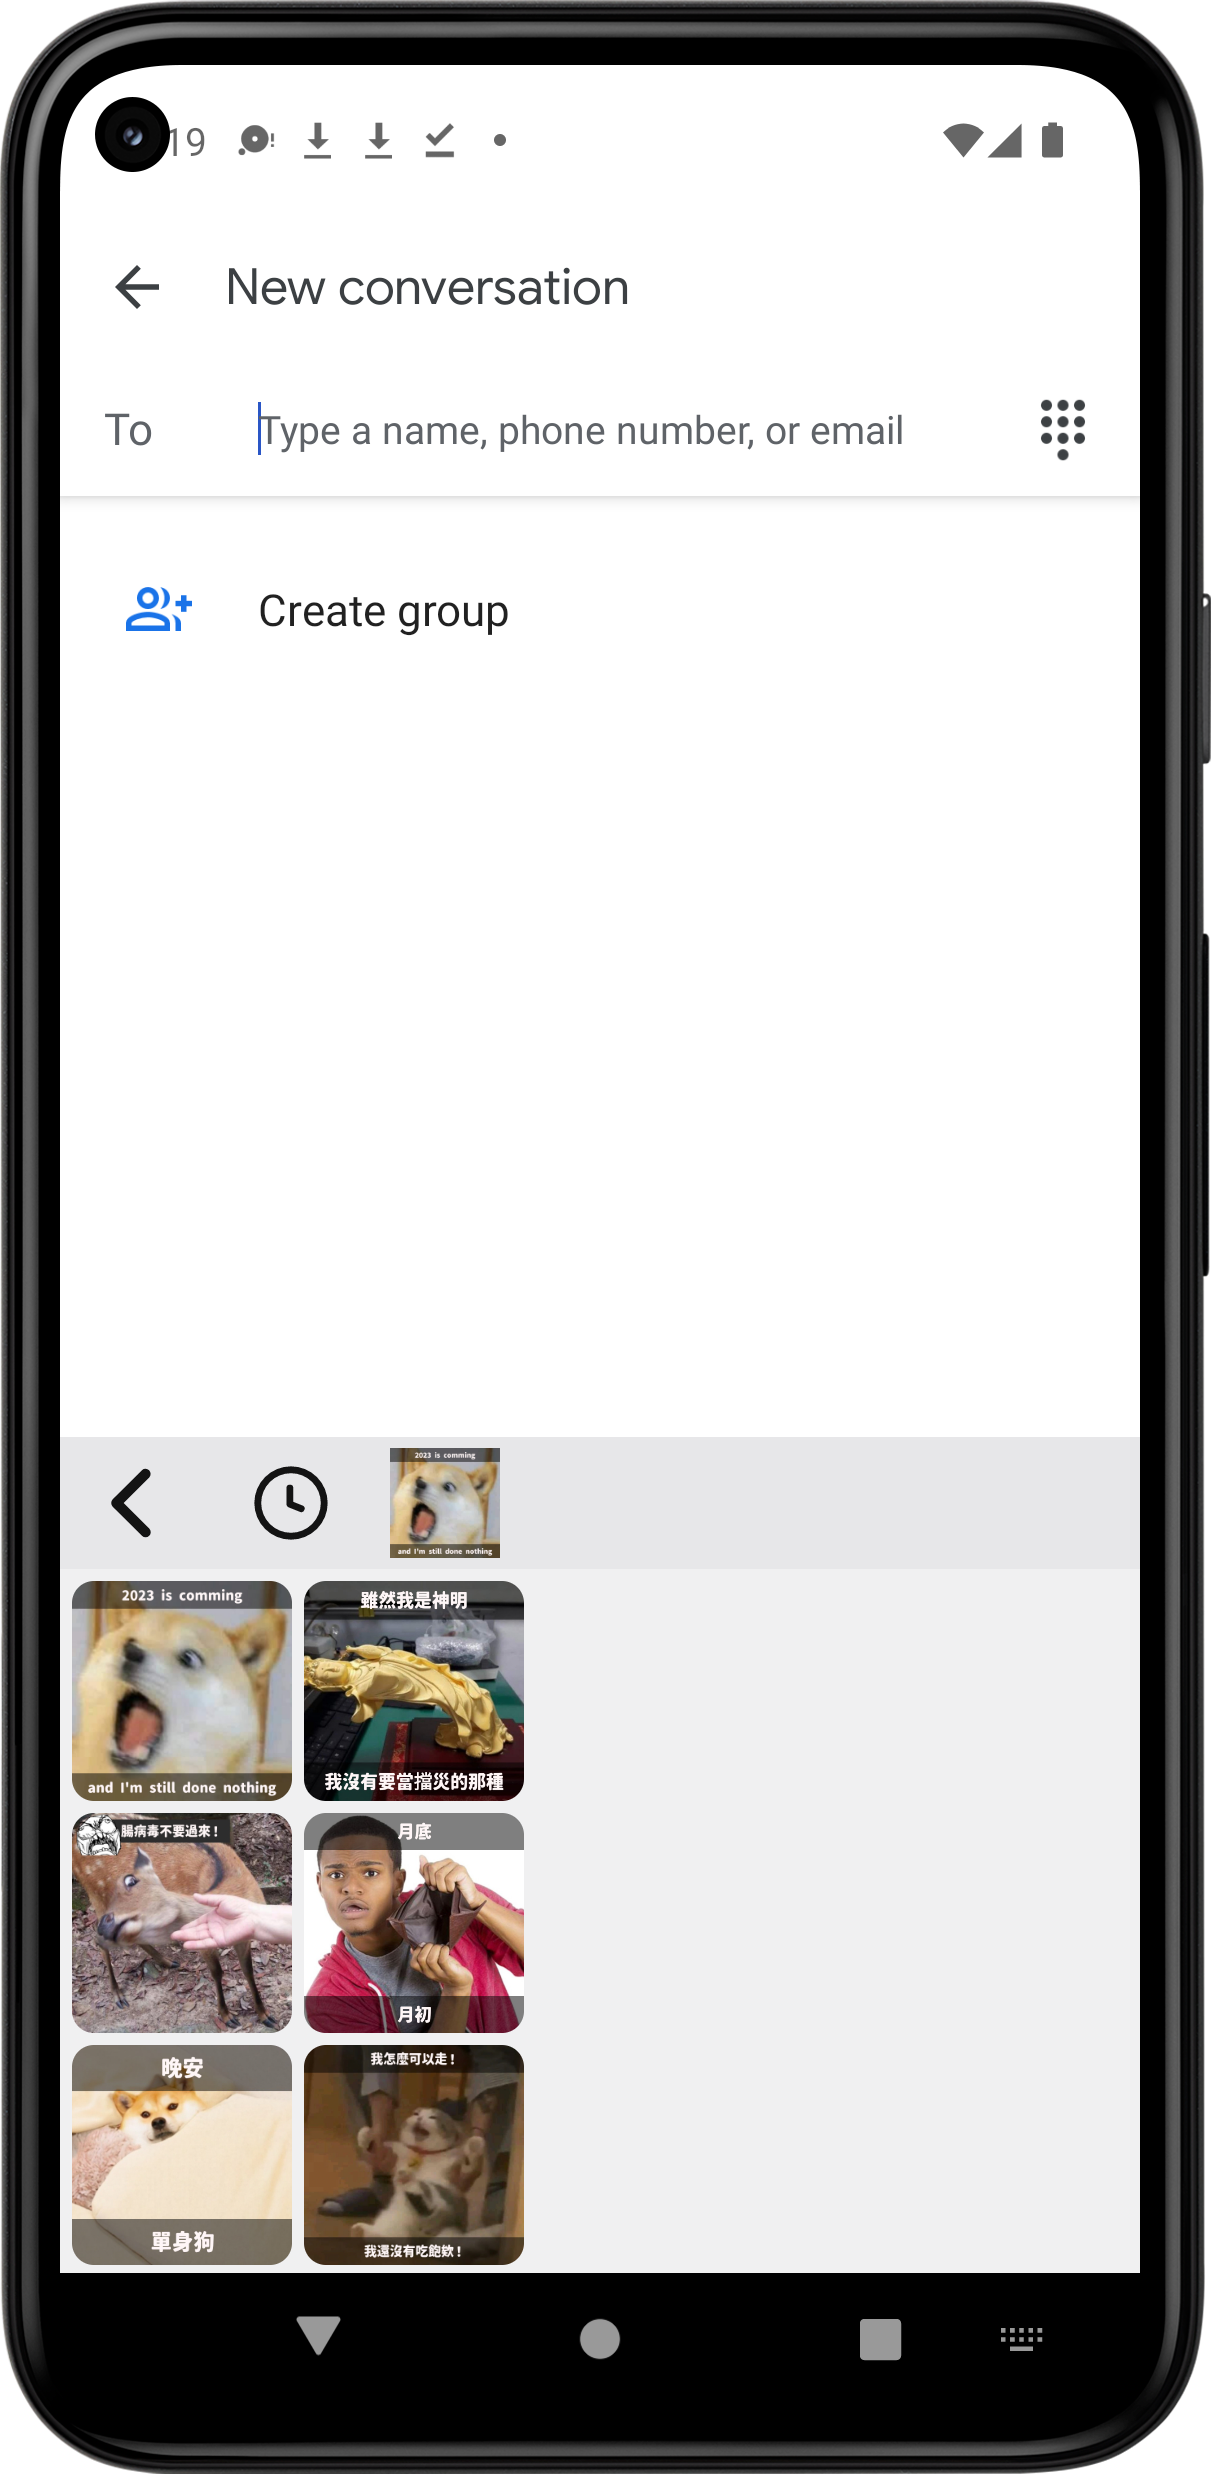 19
New conversation
To
Type a name, phone number, or email
Create group
2023 is comming
and I'm still done nothing
2023 is comming
and I'm still done nothing
雖然我是神明
我沒有要當擋災的那種
腸病毒不要過來！
月底
月初
晚安
單身狗
我怎麼可以走！
我還沒有吃飽欸！